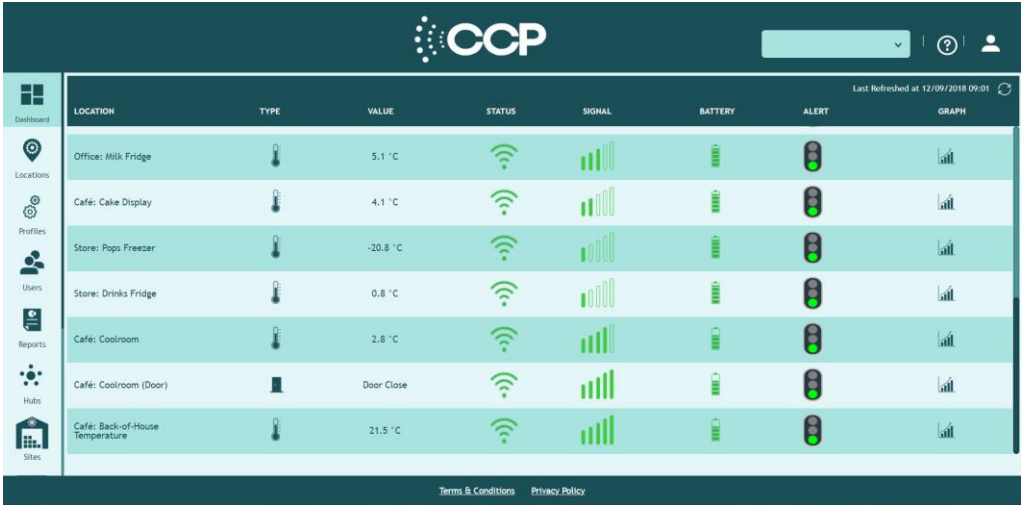 CCP
Last Refreshed at 12/09/2018 09:01
LOCATION TYPE VALUE STATUS SIGNAL BATTERY ALERT GRAPH
Dashboard
Office: Milk Fridge 5.1 °C
Locations
Café: Cake Display 4.1 °C
Profiles
Store: Pops Freezer -20.8 °C
Users
Store: Drinks Fridge 0.8 °C
Reports
Café: Coolroom 2.8 °C
Café: Coolroom (Door) Door Close
Hubs
Café: Back-of-House
Temperature 21.5 °C
Sites
Terms & Conditions Privacy Policy